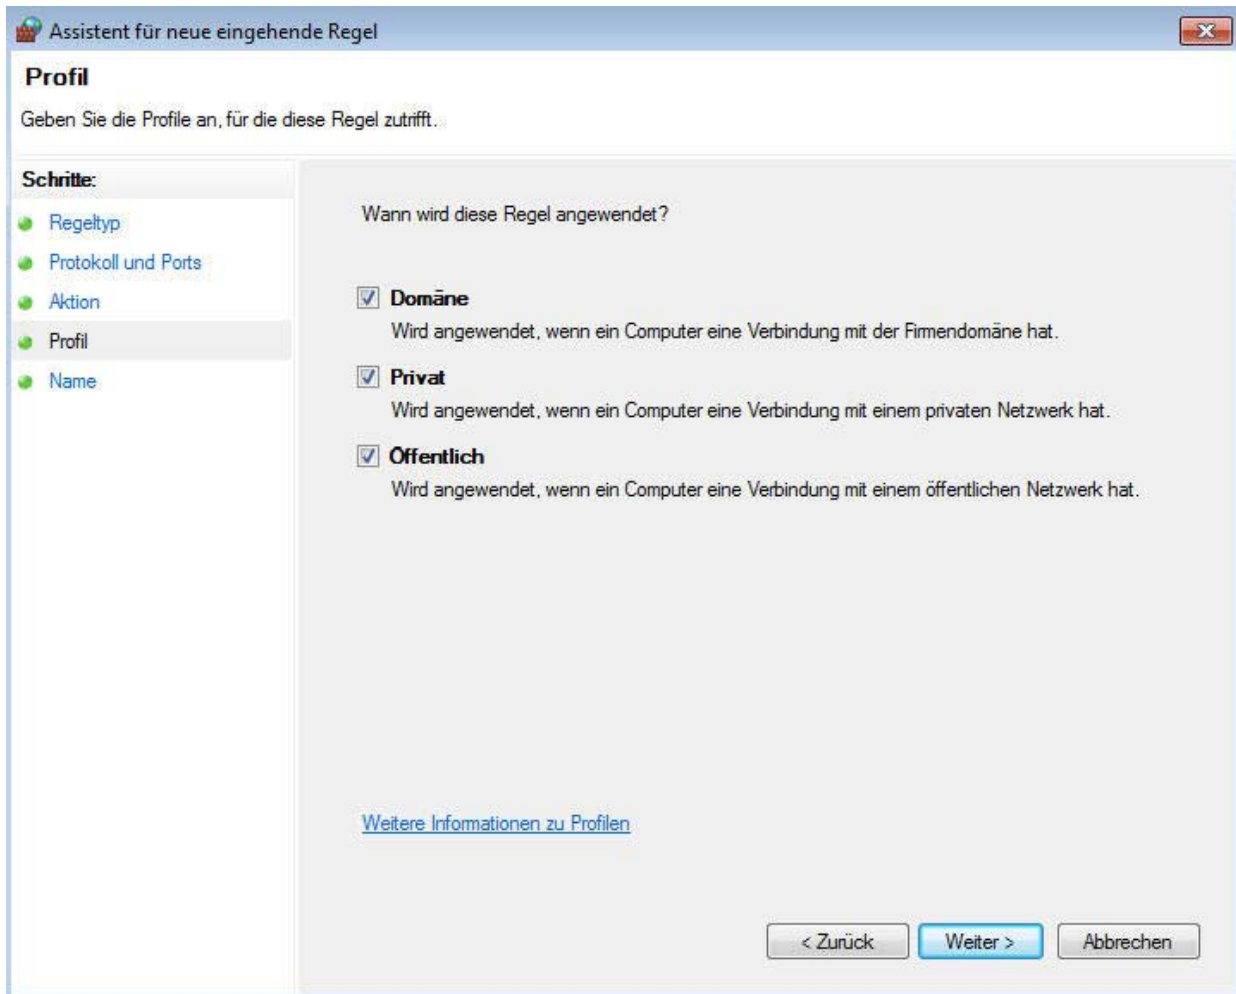 Assistent für neue eingehende Regel
Profil
Geben Sie die Profile an, für die diese Regel zutrifft.
Schritte:
Regeltyp
Protokoll und Ports
Aktion
Profil
Name
Wann wird diese Regel angewendet?
Domäne
Wird angewendet, wenn ein Computer eine Verbindung mit der Firmendomäne hat.
Privat
Wird angewendet, wenn ein Computer eine Verbindung mit einem privaten Netzwerk hat.
Öffentlich
Wird angewendet, wenn ein Computer eine Verbindung mit einem öffentlichen Netzwerk hat.
Weitere Informationen zu Profilen
< Zurück Weiter > Abbrechen